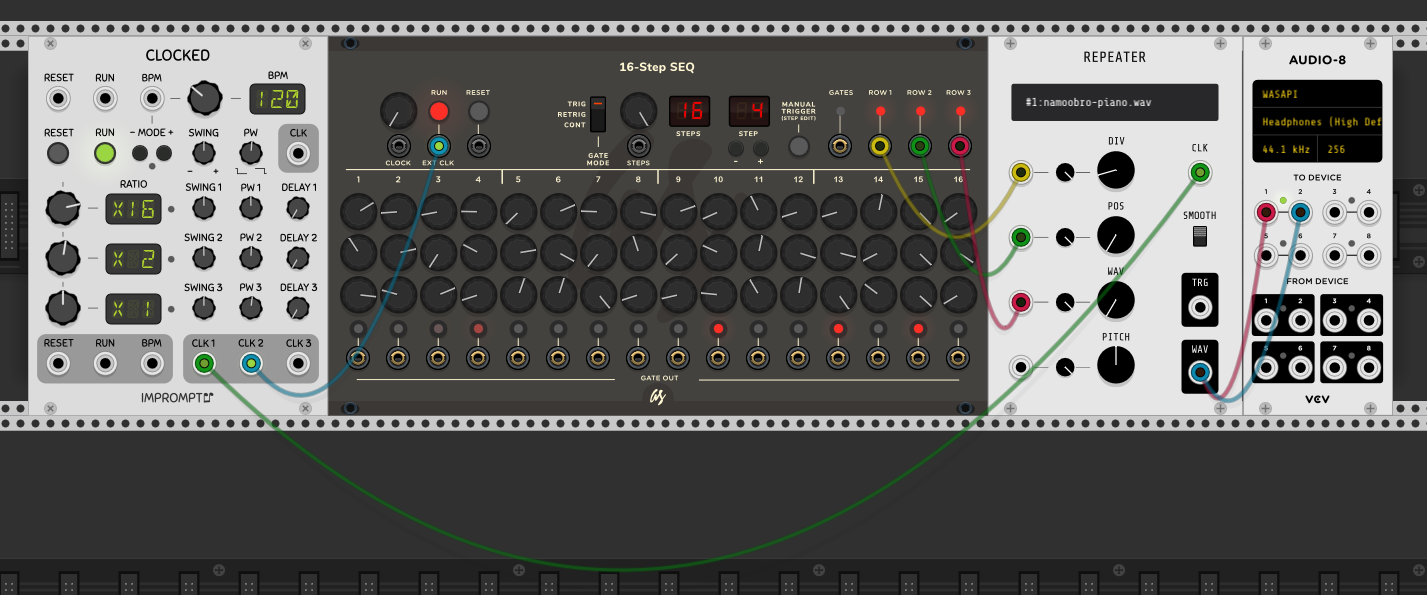 CLOCKED
RESET RUN BPM BPM
120
RESET RUN - MODE + SWING PW CLK
- +
RATIO
SWING 1 PW 1 DELAY 1
X16
SWING 2 PW 2 DELAY 2
X 2
SWING 3 PW 3 DELAY 3
X 1
RESET RUN BPM CLK 1 CLK 2 CLK 3
IMPROMPTU
16-Step SEQ
RUN RESET
TRIG
RETRIG
CONT
GATE
MODE
16
STEPS
4
STEP
- +
MANUAL
TRIGGER
(STEP EDIT)
GATES ROW 1 ROW 2 ROW 3
CLOCK EXT CLK STEPS
1 2 3 4 5 6 7 8 9 10 11 12 13 14 15 16
GATE OUT
as
REPEATER
#1:namoobro-piano.wav
DIV
CLK
POS
SMOOTH
WAV
TRG
PITCH
WAV
AUDIO-8
WASAPI
Headphones (High Def
44.1 kHz 256
TO DEVICE
1 2 3 4
5 6 7 8
FROM DEVICE
1 2 3 4
5 6 7 8
VCV